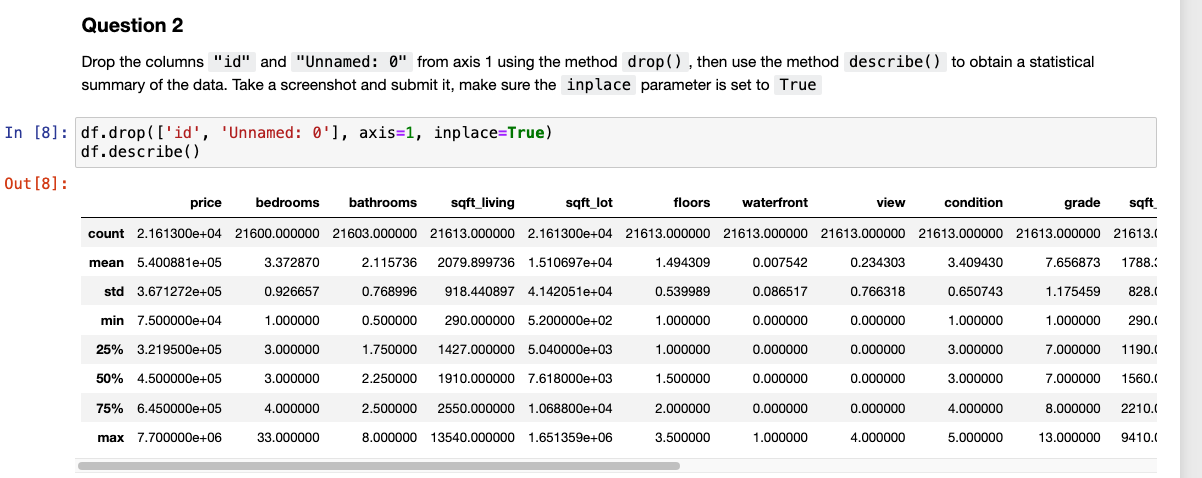 Question 2
Drop the columns "id" and "Unnamed: 0" from axis 1 using the method drop() , then use the method describe() to obtain a statistical
summary of the data. Take a screenshot and submit it, make sure the inplace parameter is set to True
In [8]: df.drop(['id', 'Unnamed: 0'], axis=1, inplace=True)
df.describe()
Out[8]:
price bedrooms bathrooms sqft_living sqft_lot floors waterfront view condition grade sqft_
count 2.161300e+04 21600.000000 21603.000000 21613.000000 2.161300e+04 21613.000000 21613.000000 21613.000000 21613.000000 21613.000000 21613.0
mean 5.400881e+05 3.372870 2.115736 2079.899736 1.510697e+04 1.494309 0.007542 0.234303 3.409430 7.656873 1788.3
std 3.671272e+05 0.926657 0.768996 918.440897 4.142051e+04 0.539989 0.086517 0.766318 0.650743 1.175459 828.0
min 7.500000e+04 1.000000 0.500000 290.000000 5.200000e+02 1.000000 0.000000 0.000000 1.000000 1.000000 290.0
25% 3.219500e+05 3.000000 1.750000 1427.000000 5.040000e+03 1.000000 0.000000 0.000000 3.000000 7.000000 1190.0
50% 4.500000e+05 3.000000 2.250000 1910.000000 7.618000e+03 1.500000 0.000000 0.000000 3.000000 7.000000 1560.0
75% 6.450000e+05 4.000000 2.500000 2550.000000 1.068800e+04 2.000000 0.000000 0.000000 4.000000 8.000000 2210.0
max 7.700000e+06 33.000000 8.000000 13540.000000 1.651359e+06 3.500000 1.000000 4.000000 5.000000 13.000000 9410.0